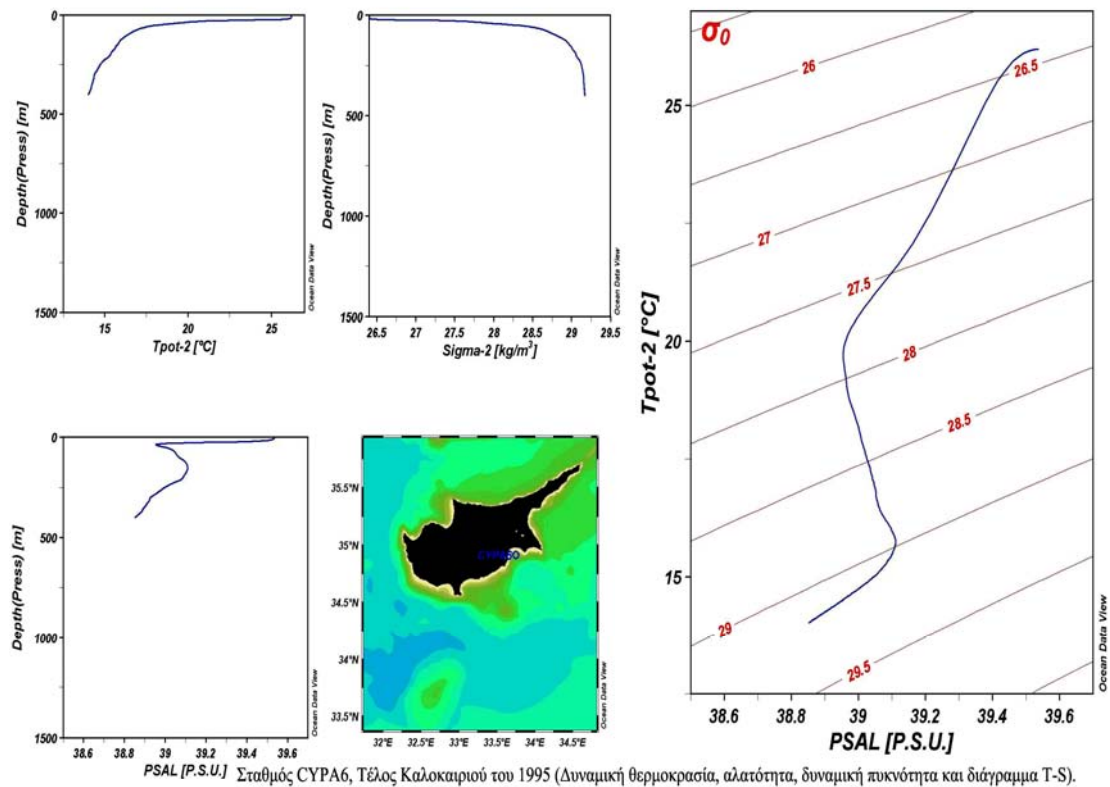 0
500
1000
1500
Depth(Press) [m]
15 20 25
Tpot-2 [°C]
Ocean Data View
0
500
1000
1500
Depth(Press) [m]
26.5 27 27.5 28 28.5 29 29.5
Sigma-2 [kg/m³]
Ocean Data View
σ₀
26
26.5
27
27.5
28
28.5
29
29.5
25
20
15
Tpot-2 [°C]
38.6 38.8 39 39.2 39.4 39.6
PSAL [P.S.U.]
Ocean Data View
0
500
1000
1500
Depth(Press) [m]
38.6 38.8 39 39.2 39.4 39.6
PSAL [P.S.U.]
Ocean Data View
35.5°N
35°N
34.5°N
34°N
33.5°N
32°E 32.5°E 33°E 33.5°E 34°E 34.5°E
Ocean Data View
Σταθμός CYPA6, Τέλος Καλοκαιριού του 1995 (Δυναμική θερμοκρασία, αλατότητα, δυναμική πυκνότητα και διάγραμμα T-S).